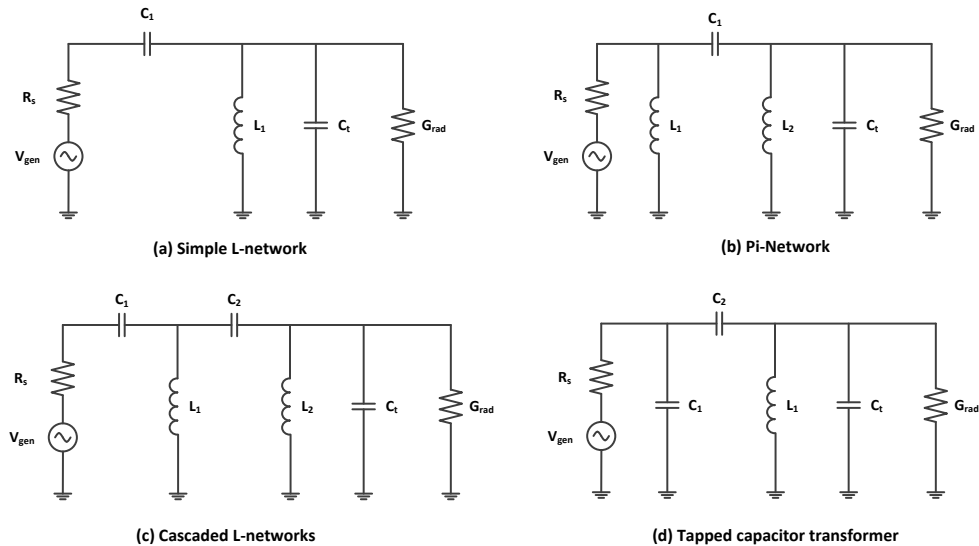 C1
Rs
Vgen
L1
Ct
Grad
(a) Simple L-network
C1
Rs
Vgen
L1
L2
Ct
Grad
(b) Pi-Network
C1
C2
Rs
Vgen
L1
L2
Ct
Grad
(c) Cascaded L-networks
C2
Rs
Vgen
C1
L1
Ct
Grad
(d) Tapped capacitor transformer